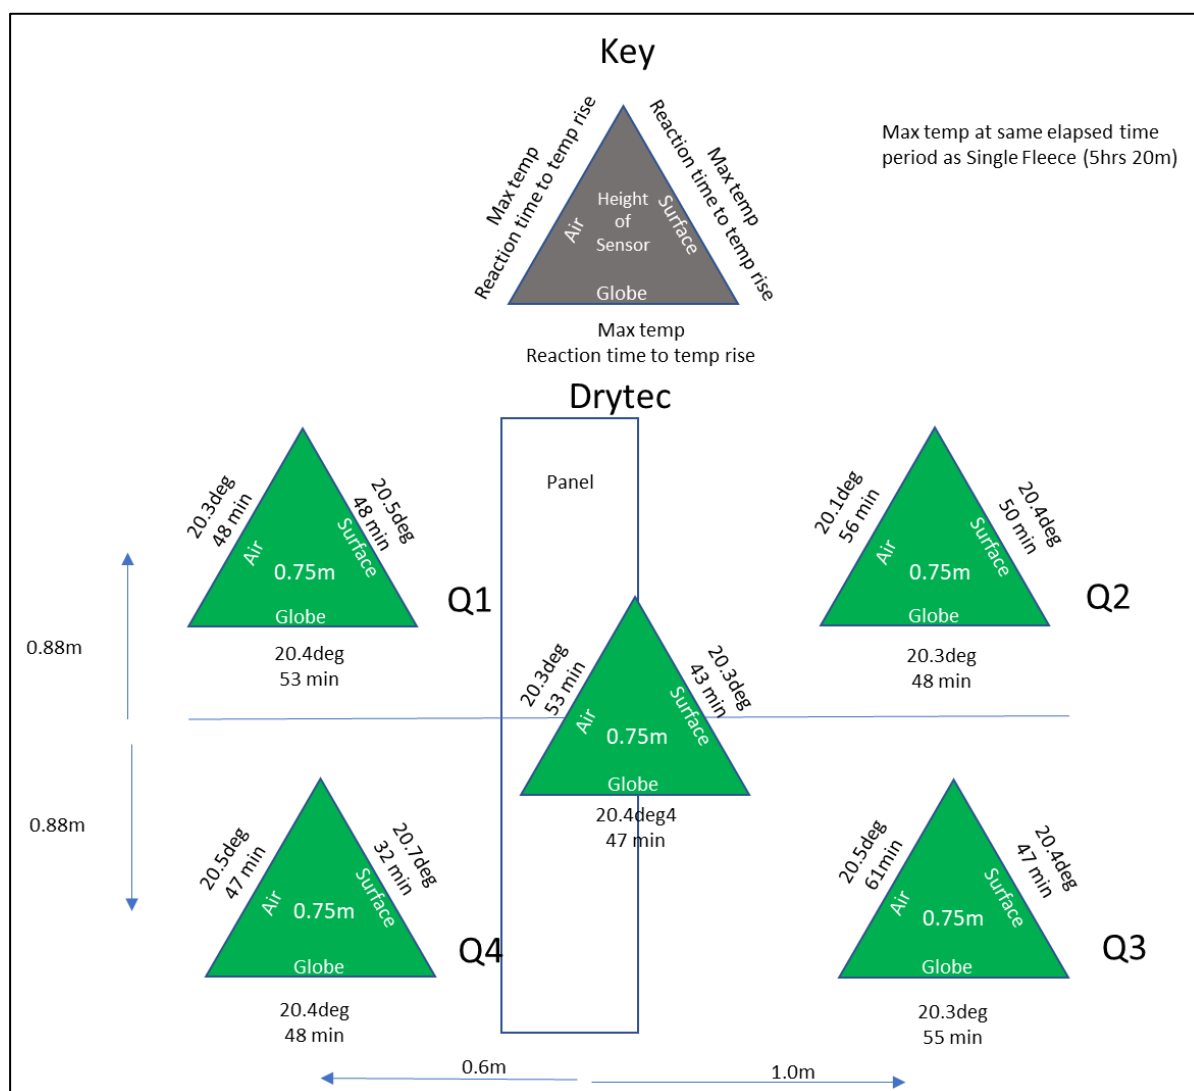 Key
Max temp
Reaction time to temp rise
Max temp
Reaction time to temp rise
Max temp at same elapsed time
period as Single Fleece (5hrs 20m)
Air
Height
of
Sensor
Surface
Globe
Max temp
Reaction time to temp rise
Drytec
Panel
20.3deg
48 min
20.5deg
48 min
Air
Surface
0.75m
Globe
Q1
20.4deg
53 min
20.1deg
56 min
20.4deg
50 min
Air
Surface
0.75m
Globe
Q2
20.3deg
48 min
0.88m
20.3deg
53 min
20.3deg
43 min
Air
Surface
0.75m
Globe
20.4deg4
47 min
0.88m
20.5deg
47 min
20.7deg
32 min
Air
Surface
0.75m
Globe
Q4
20.4deg
48 min
20.5deg
61min
20.4deg
47 min
Air
Surface
0.75m
Globe
Q3
20.3deg
55 min
0.6m
1.0m